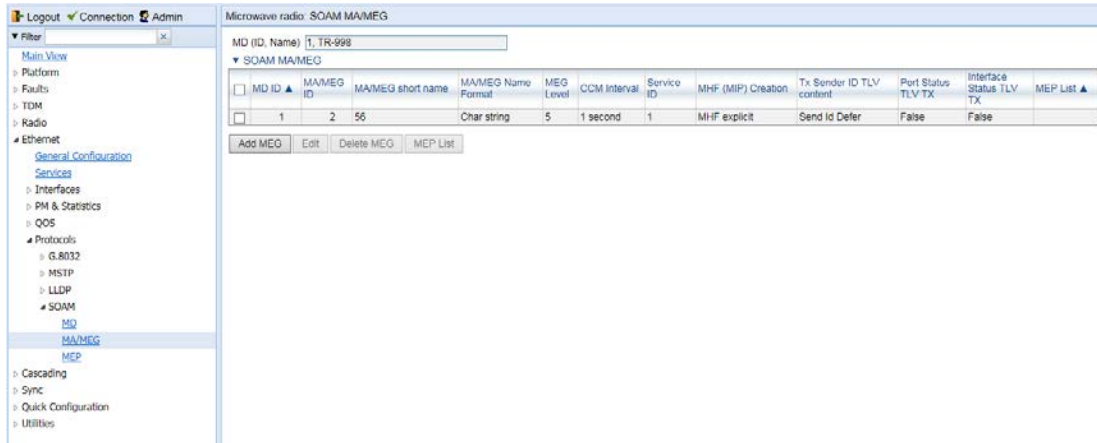 Logout Connection Admin
Filter
Main View
Platform
Faults
TDM
Radio
Ethernet
General Configuration
Services
Interfaces
PM & Statistics
QOS
Protocols
G.8032
MSTP
LLDP
SOAM
MD
MA/MEG
MEP
Cascading
Sync
Quick Configuration
Utilities
Microwave radio: SOAM MA/MEG
MD (ID, Name) 1, TR-998
SOAM MA/MEG
MD ID ▲ MA/MEG ID MA/MEG short name MA/MEG Name Format MEG Level CCM Interval Service ID MHF (MIP) Creation Tx Sender ID TLV content Port Status TLV TX Interface Status TLV TX MEP List ▲
1 2 56 Char string 5 1 second 1 MHF explicit Send Id Defer False False
Add MEG Edit Delete MEG MEP List